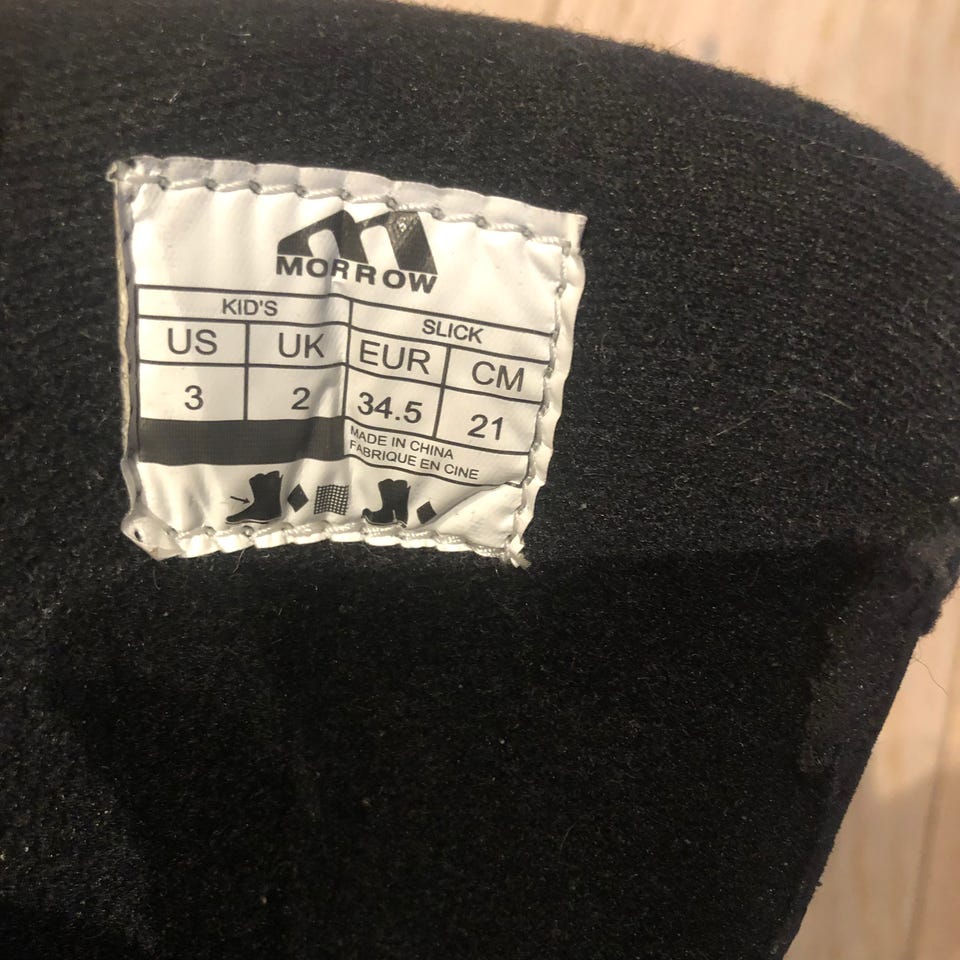 MORROW
KID'S SLICK
US UK EUR CM
3 2 34.5 21
MADE IN CHINA
FABRIQUE EN CINE